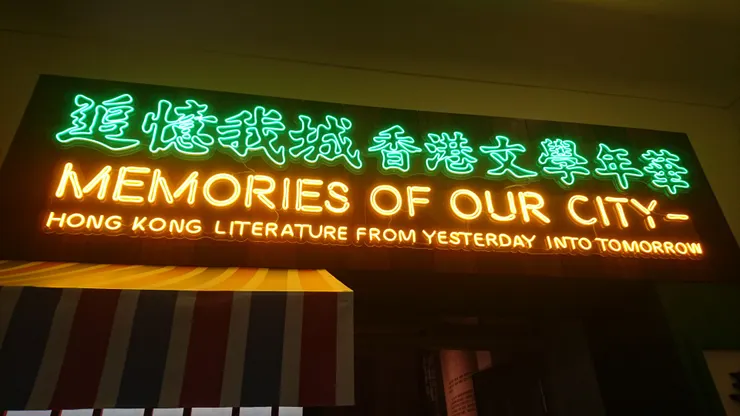 追憶我城 香港文學年華
MEMORIES OF OUR CITY-
HONG KONG LITERATURE FROM YESTERDAY INTO TOMORROW